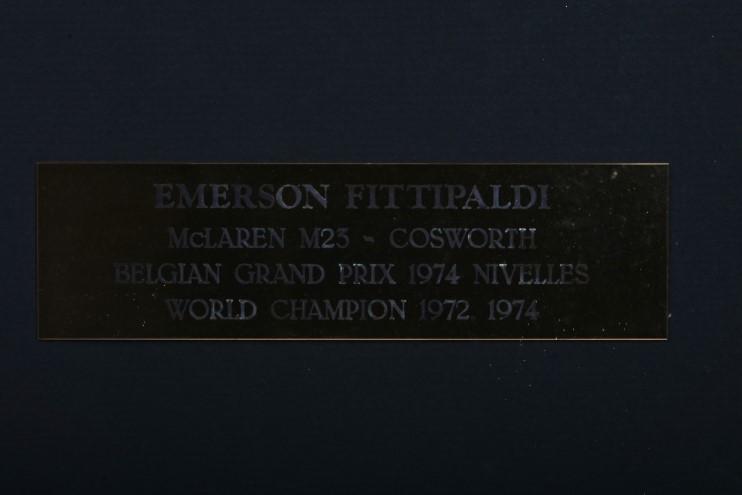 EMERSON FITTIPALDI
McLAREN M23 - COSWORTH
BELGIAN GRAND PRIX 1974 NIVELLES
WORLD CHAMPION 1972 1974